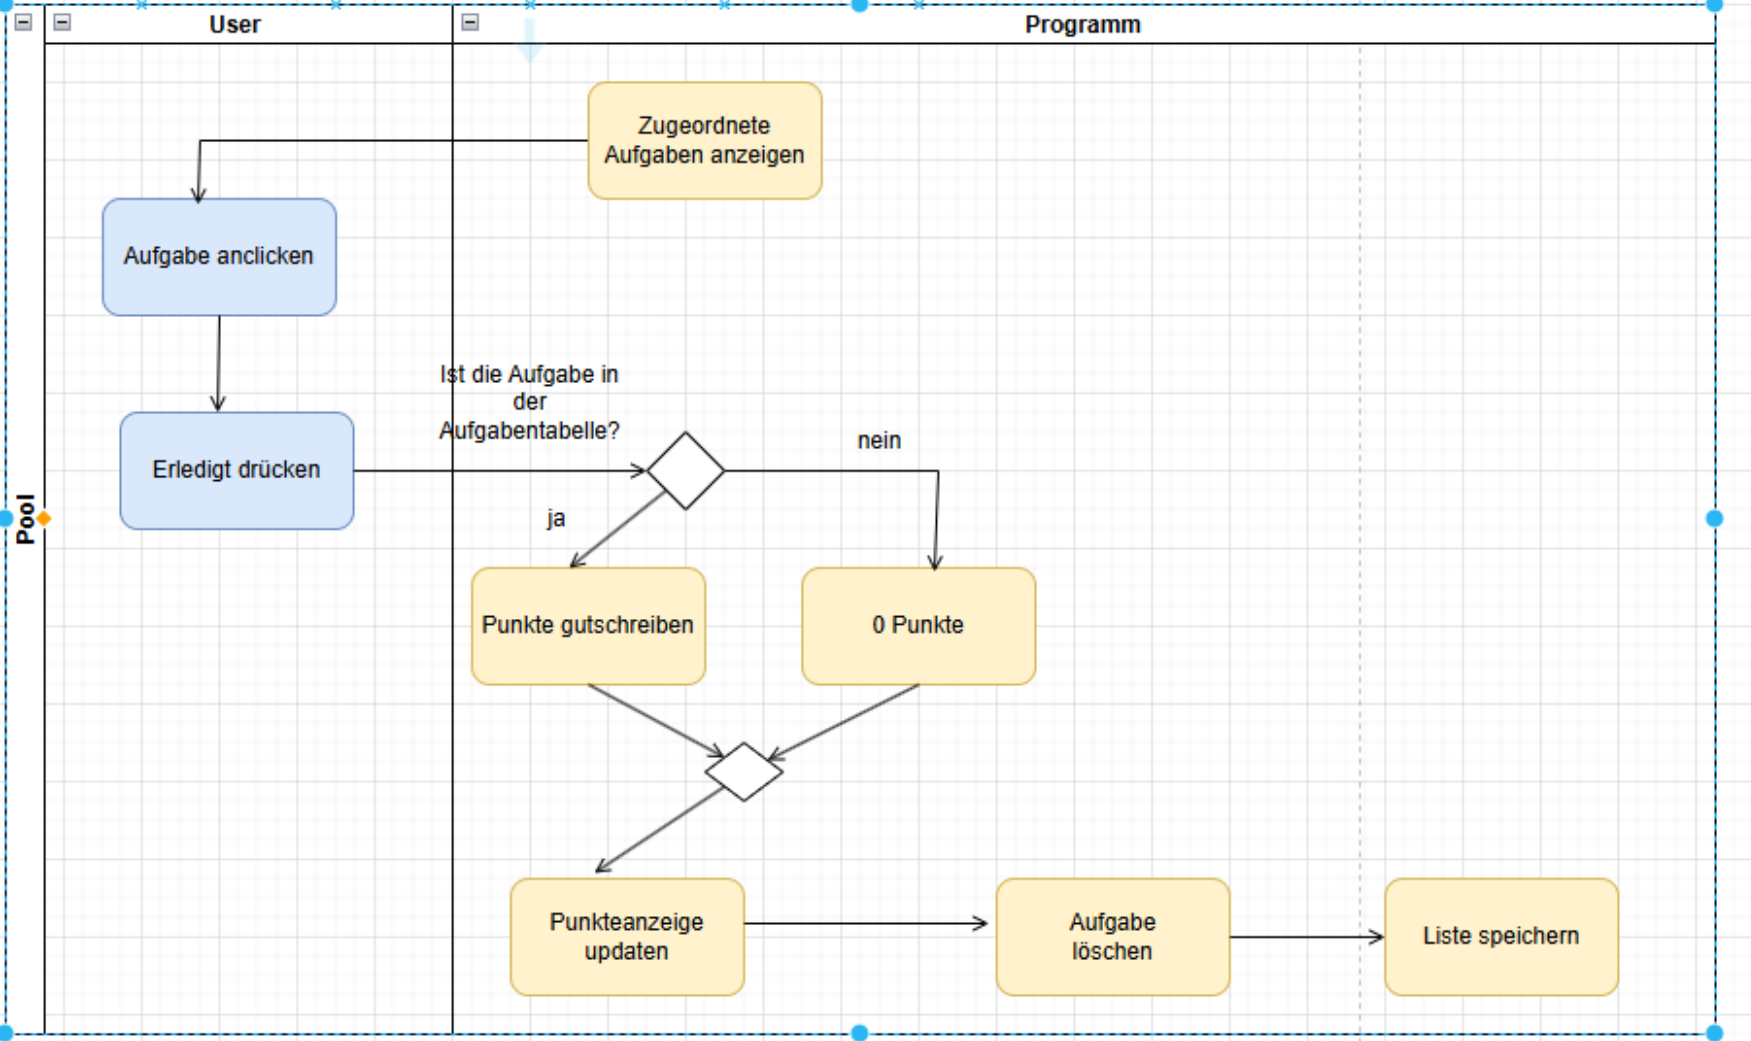 User
Programm
Zugeordnete
Aufgaben anzeigen
Aufgabe anclicken
Ist die Aufgabe in
der
Aufgabentabelle?
nein
Erledigt drücken
ja
Pool
Punkte gutschreiben
0 Punkte
Punkteanzeige
updaten
Aufgabe
löschen
Liste speichern